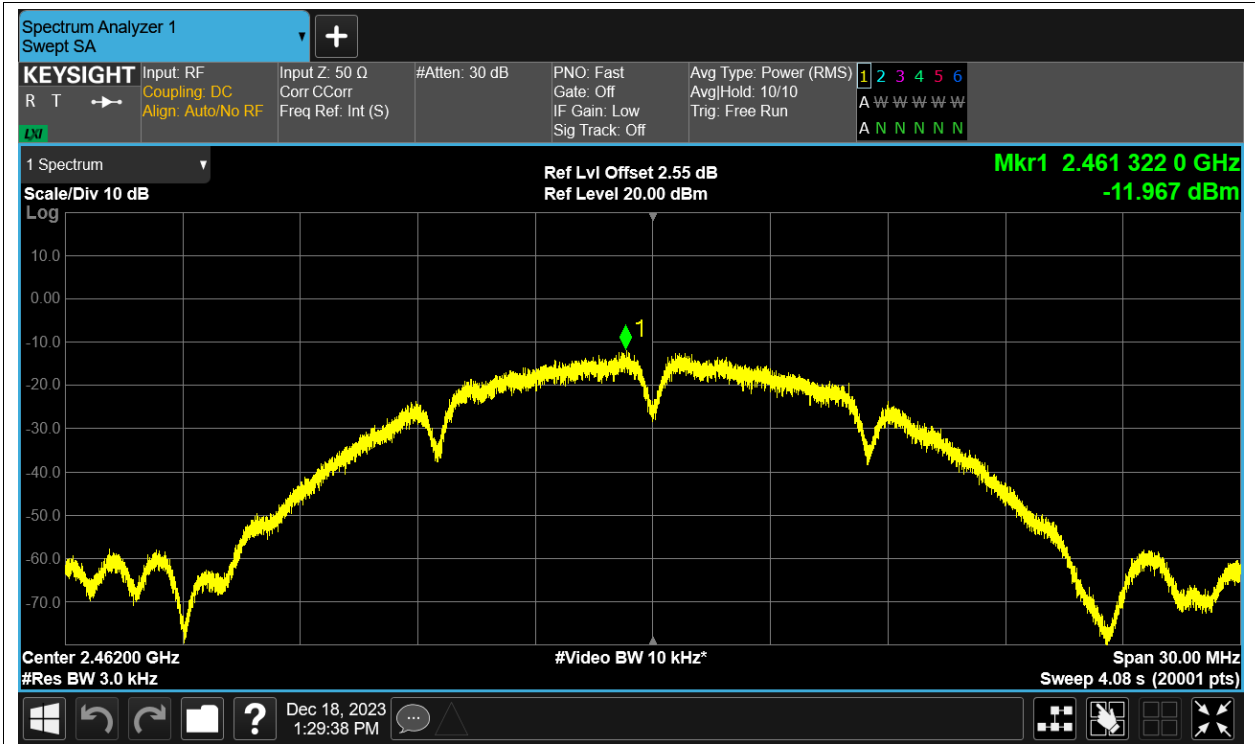 Spectrum Analyzer 1
Swept SA
KEYSIGHT
R T
LXI
Input: RF
Coupling: DC
Align: Auto/No RF
Input Z: 50 Ω
Corr CCorr
Freq Ref: Int (S)
#Atten: 30 dB
PNO: Fast
Gate: Off
IF Gain: Low
Sig Track: Off
Avg Type: Power (RMS)
Avg|Hold: 10/10
Trig: Free Run
1 2 3 4 5 6
A W W W W W
A N N N N N
1 Spectrum
Scale/Div 10 dB
Log
Ref Lvl Offset 2.55 dB
Ref Level 20.00 dBm
Mkr1 2.461 322 0 GHz
-11.967 dBm
10.0
0.00
-10.0
-20.0
-30.0
-40.0
-50.0
-60.0
-70.0
1
Center 2.46200 GHz
#Res BW 3.0 kHz
#Video BW 10 kHz*
Span 30.00 MHz
Sweep 4.08 s (20001 pts)
?
Dec 18, 2023
1:29:38 PM